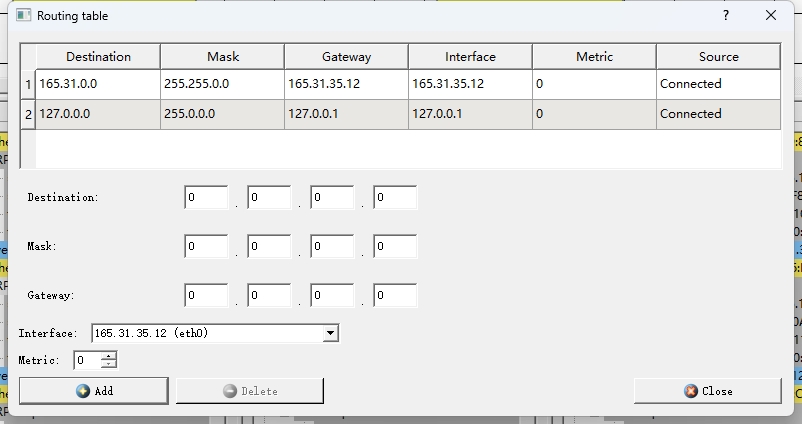 Routing table ? 
Destination Mask Gateway Interface Metric Source
1 165.31.0.0 255.255.0.0 165.31.35.12 165.31.35.12 0 Connected
2 127.0.0.0 255.0.0.0 127.0.0.1 127.0.0.1 0 Connected
Destination: 0 . 0 . 0 . 0
Mask: 0 . 0 . 0 . 0
Gateway: 0 . 0 . 0 . 0
Interface: 165.31.35.12 (eth0)
Metric: 0
Add Delete Close